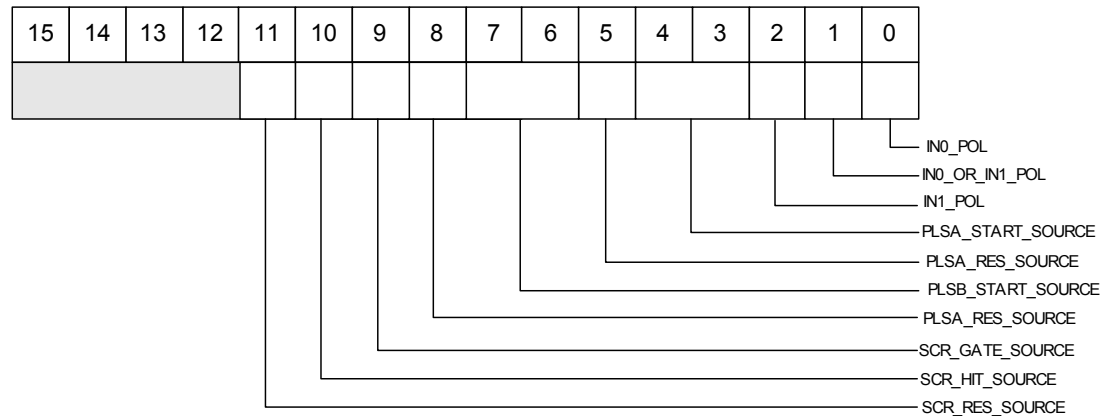 15 14 13 12 11 10 9 8 7 6 5 4 3 2 1 0
IN0_POL
IN0_OR_IN1_POL
IN1_POL
PLSA_START_SOURCE
PLSA_RES_SOURCE
PLSB_START_SOURCE
PLSA_RES_SOURCE
SCR_GATE_SOURCE
SCR_HIT_SOURCE
SCR_RES_SOURCE